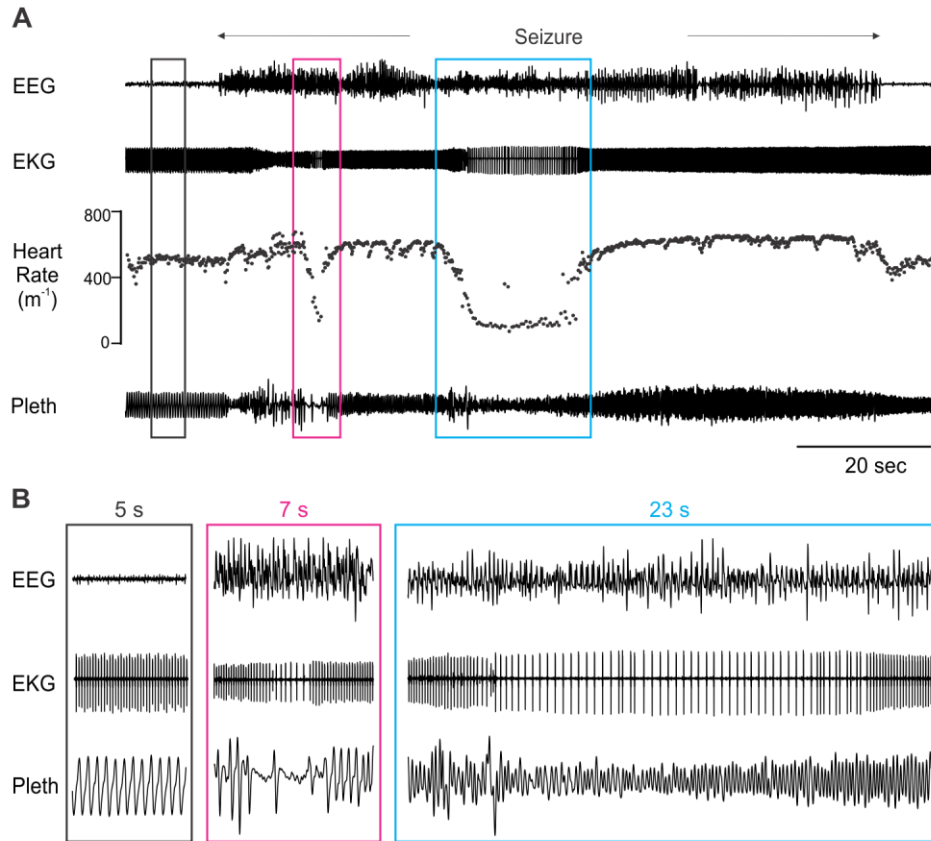 A
Seizure
EEG
EKG
800
Heart
Rate
(m⁻¹)
400
0
Pleth
20 sec
B
5 s
7 s
23 s
EEG
EKG
Pleth